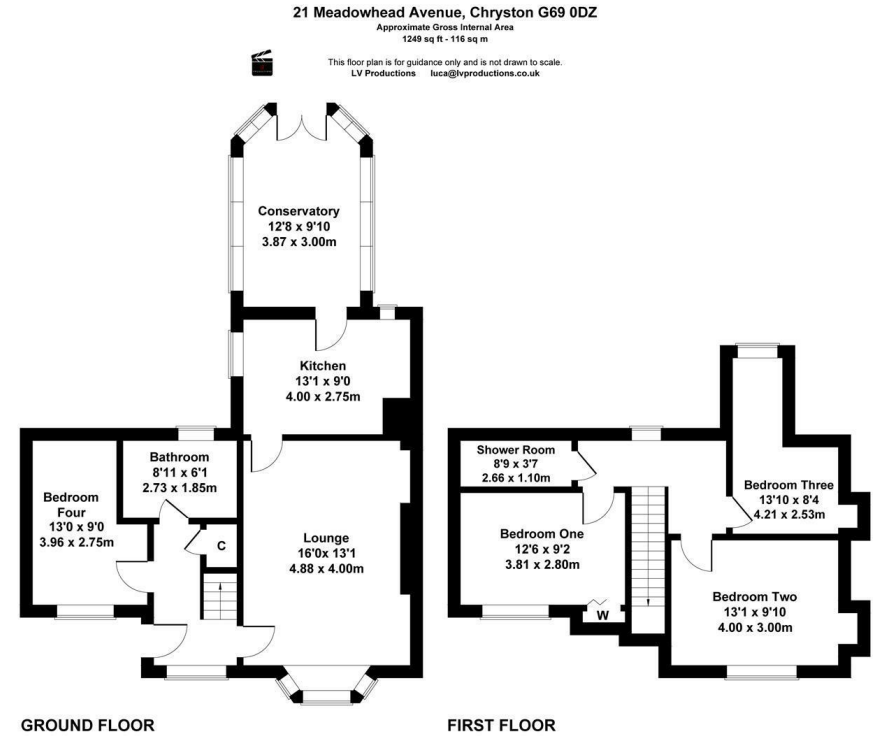 21 Meadowhead Avenue, Chryston G69 0DZ
Approximate Gross Internal Area
1249 sq ft - 116 sq m
This floor plan is for guidance only and is not drawn to scale.
LV Productions luca@lvproductions.co.uk
Conservatory
12'8 x 9'10
3.87 x 3.00m
Kitchen
13'1 x 9'0
4.00 x 2.75m
Bathroom
8'11 x 6'1
2.73 x 1.85m
Bedroom
Four
13'0 x 9'0
3.96 x 2.75m
C
Lounge
16'0x 13'1
4.88 x 4.00m
GROUND FLOOR
Shower Room
8'9 x 3'7
2.66 x 1.10m
Bedroom Three
13'10 x 8'4
4.21 x 2.53m
Bedroom One
12'6 x 9'2
3.81 x 2.80m
W
Bedroom Two
13'1 x 9'10
4.00 x 3.00m
FIRST FLOOR